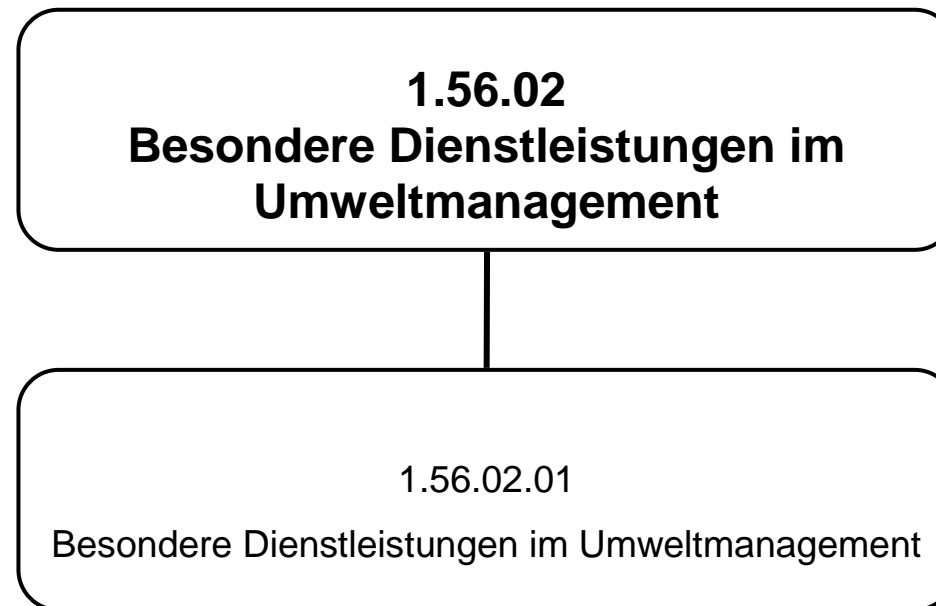 1.56.02
Besondere Dienstleistungen im
Umweltmanagement
1.56.02.01
Besondere Dienstleistungen im Umweltmanagement